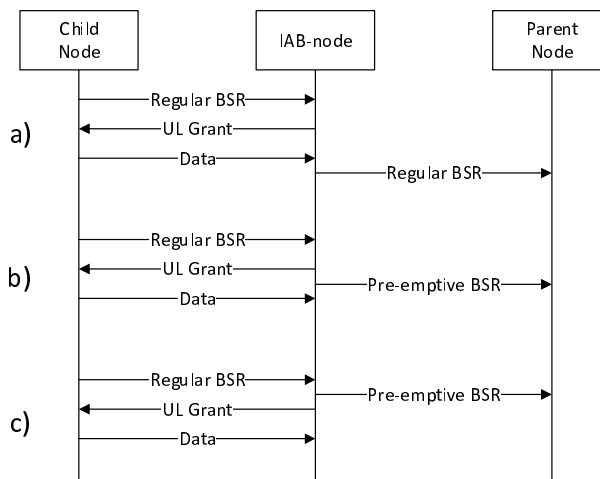 Child
Node
IAB-node
Parent
Node
a)
Regular BSR
UL Grant
Data
Regular BSR
b)
Regular BSR
UL Grant
Pre-emptive BSR
Data
c)
Regular BSR
Pre-emptive BSR
UL Grant
Data